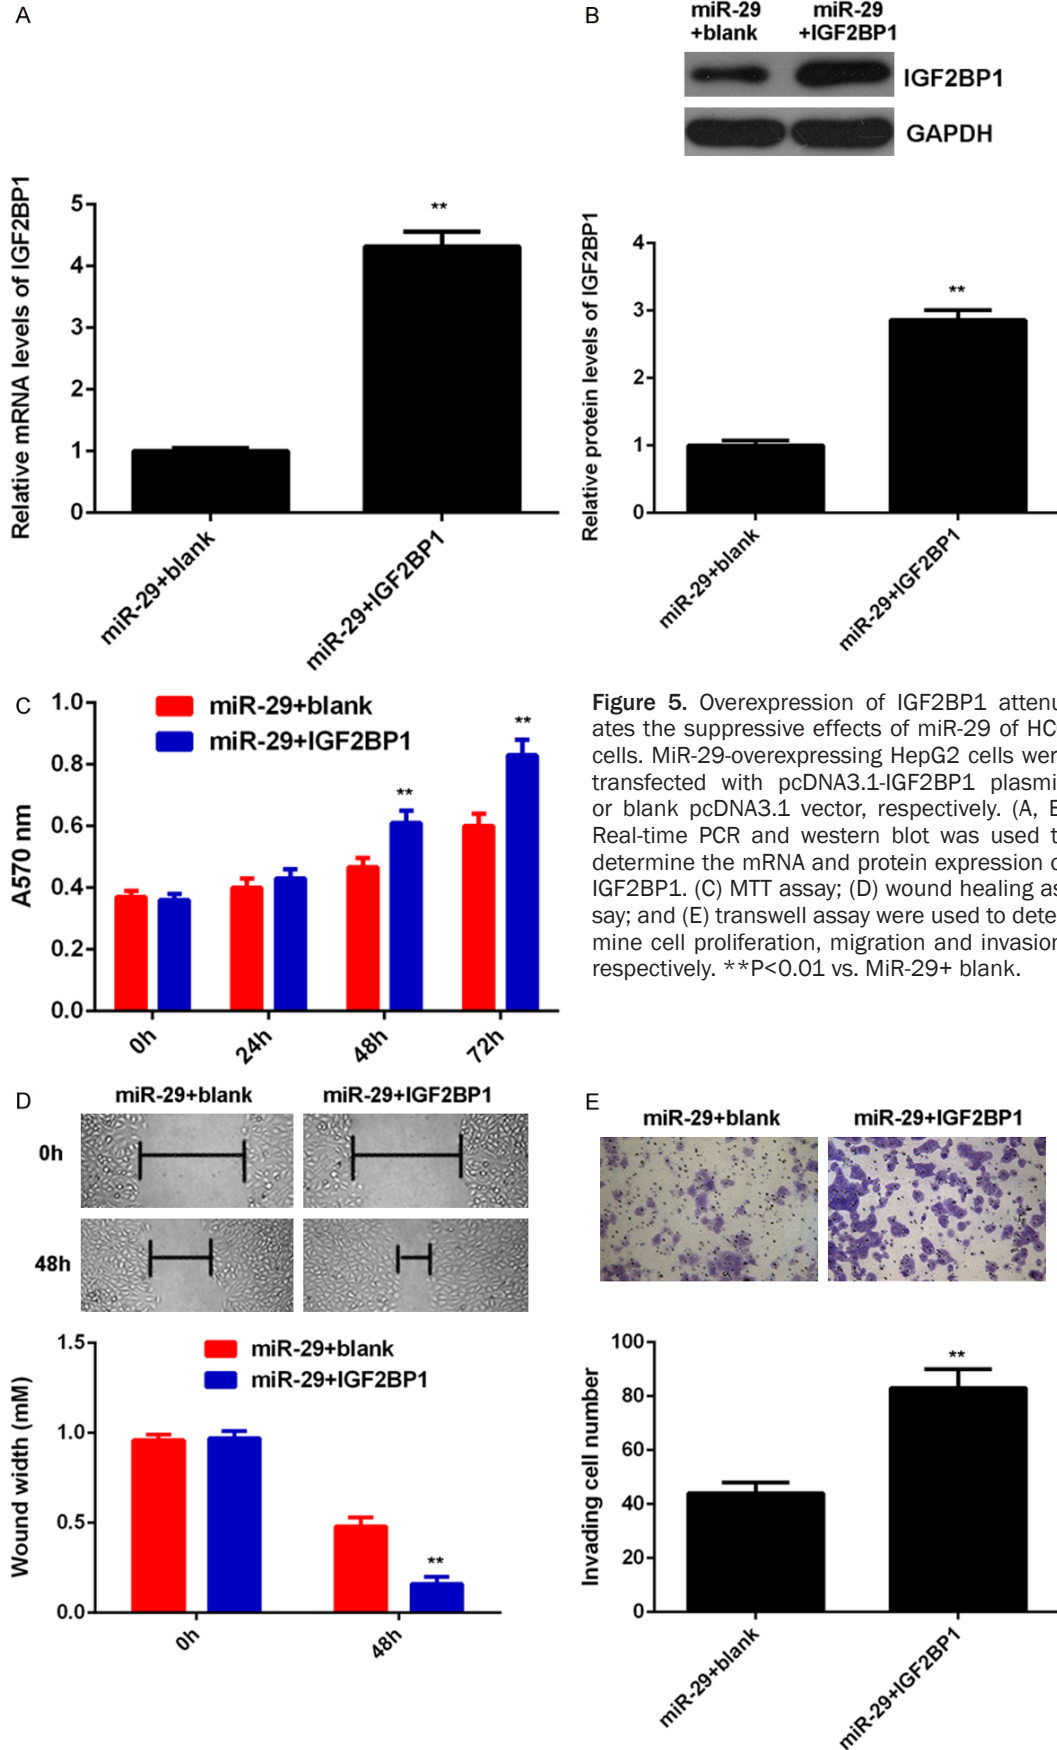 A
Relative mRNA levels of IGF2BP1
5
4
3
2
1
0
**
miR-29+blank
miR-29+IGF2BP1
B
miR-29 miR-29
+blank +IGF2BP1
IGF2BP1
GAPDH
Relative protein levels of IGF2BP1
4
3
2
1
0
**
miR-29+blank
miR-29+IGF2BP1
C
A570 nm
1.0
0.8
0.6
0.4
0.2
0.0
miR-29+blank
miR-29+IGF2BP1
**
**
0h 24h 48h 72h
Figure 5. Overexpression of IGF2BP1 attenu
ates the suppressive effects of miR-29 of HC
cells. MiR-29-overexpressing HepG2 cells wer
transfected with pcDNA3.1-IGF2BP1 plasmi
or blank pcDNA3.1 vector, respectively. (A, B
Real-time PCR and western blot was used t
determine the mRNA and protein expression o
IGF2BP1. (C) MTT assay; (D) wound healing as
say; and (E) transwell assay were used to deter
mine cell proliferation, migration and invasion
respectively. **P<0.01 vs. MiR-29+ blank.
D
miR-29+blank miR-29+IGF2BP1
0h
48h
Wound width (mM)
1.5
1.0
0.5
0.0
miR-29+blank
miR-29+IGF2BP1
**
0h 48h
E
miR-29+blank miR-29+IGF2BP1
Invading cell number
100
80
60
40
20
0
**
miR-29+blank
miR-29+IGF2BP1